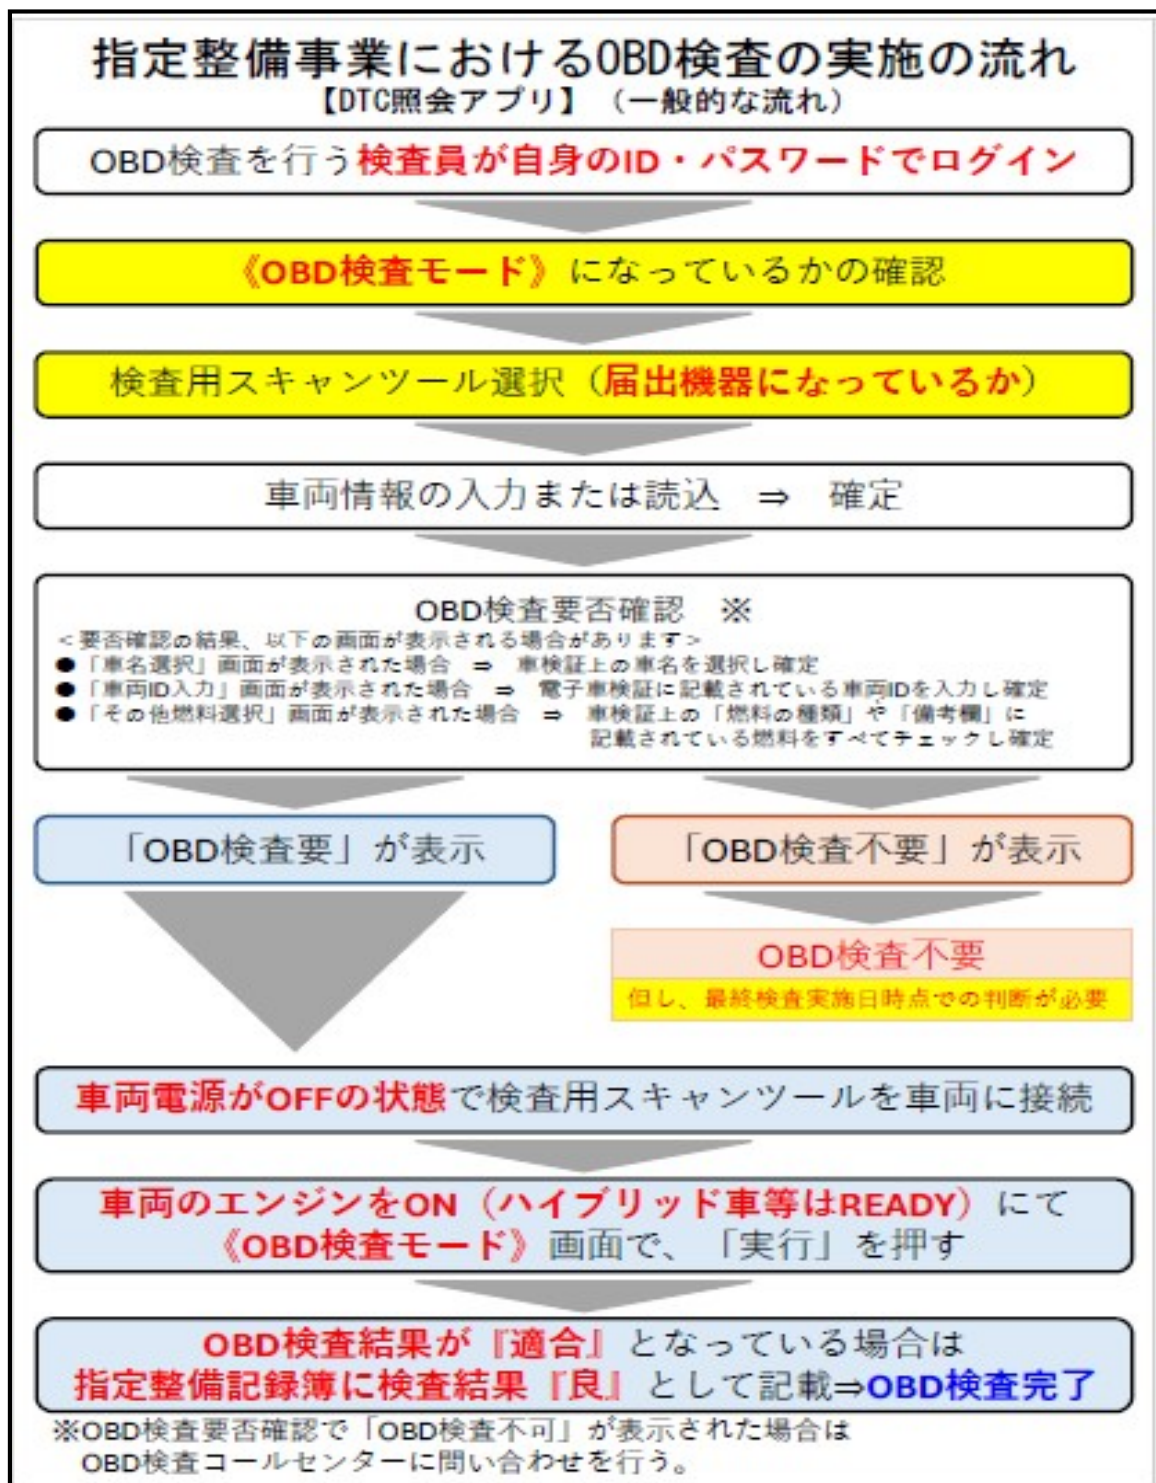 指定整備事業におけるOBD検査の実施の流れ
【DTC照会アプリ】（一般的な流れ）
OBD検査を行う検査員が自身のID・パスワードでログイン
《OBD検査モード》になっているかの確認
検査用スキャンツール選択（届出機器になっているか）
車両情報の入力または読込　⇒　確定
OBD検査要否確認　※
＜要否確認の結果、以下の画面が表示される場合があります＞
●「車名選択」画面が表示された場合　⇒　車検証上の車名を選択し確定
●「車両ID入力」画面が表示された場合　⇒　電子車検証に記載されている車両IDを入力し確定
●「その他燃料選択」画面が表示された場合　⇒　車検証上の「燃料の種類」や「備考欄」に
記載されている燃料をすべてチェックし確定
「OBD検査要」が表示
「OBD検査不要」が表示
OBD検査不要
但し、最終検査実施日時点での判断が必要
車両電源がOFFの状態で検査用スキャンツールを車両に接続
車両のエンジンをON（ハイブリッド車等はREADY）にて
《OBD検査モード》画面で、「実行」を押す
OBD検査結果が『適合』となっている場合は
指定整備記録簿に検査結果『良』として記載⇒OBD検査完了
※OBD検査要否確認で「OBD検査不可」が表示された場合は
OBD検査コールセンターに問い合わせを行う。